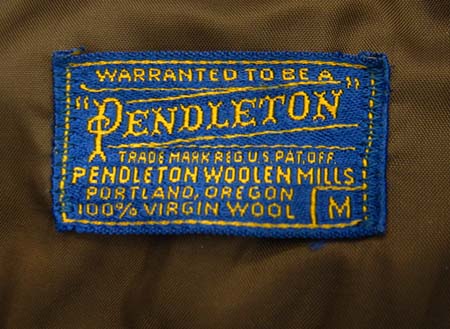 WARRANTED TO BE A
"PENDLETON"
TRADE MARK REG. U.S. PAT. OFF.
PENDLETON WOOLEN MILLS
PORTLAND, OREGON
100% VIRGIN WOOL M